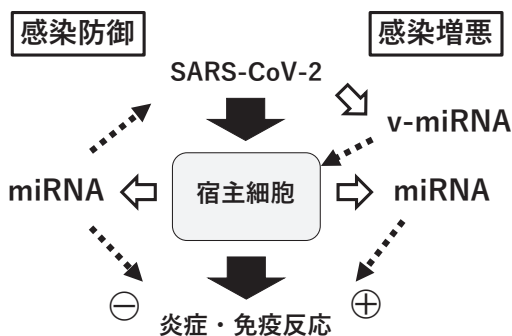 感染防御
感染増悪
SARS-CoV-2
v-miRNA
miRNA
宿主細胞
miRNA
⊖
炎症・免疫反応
⊕